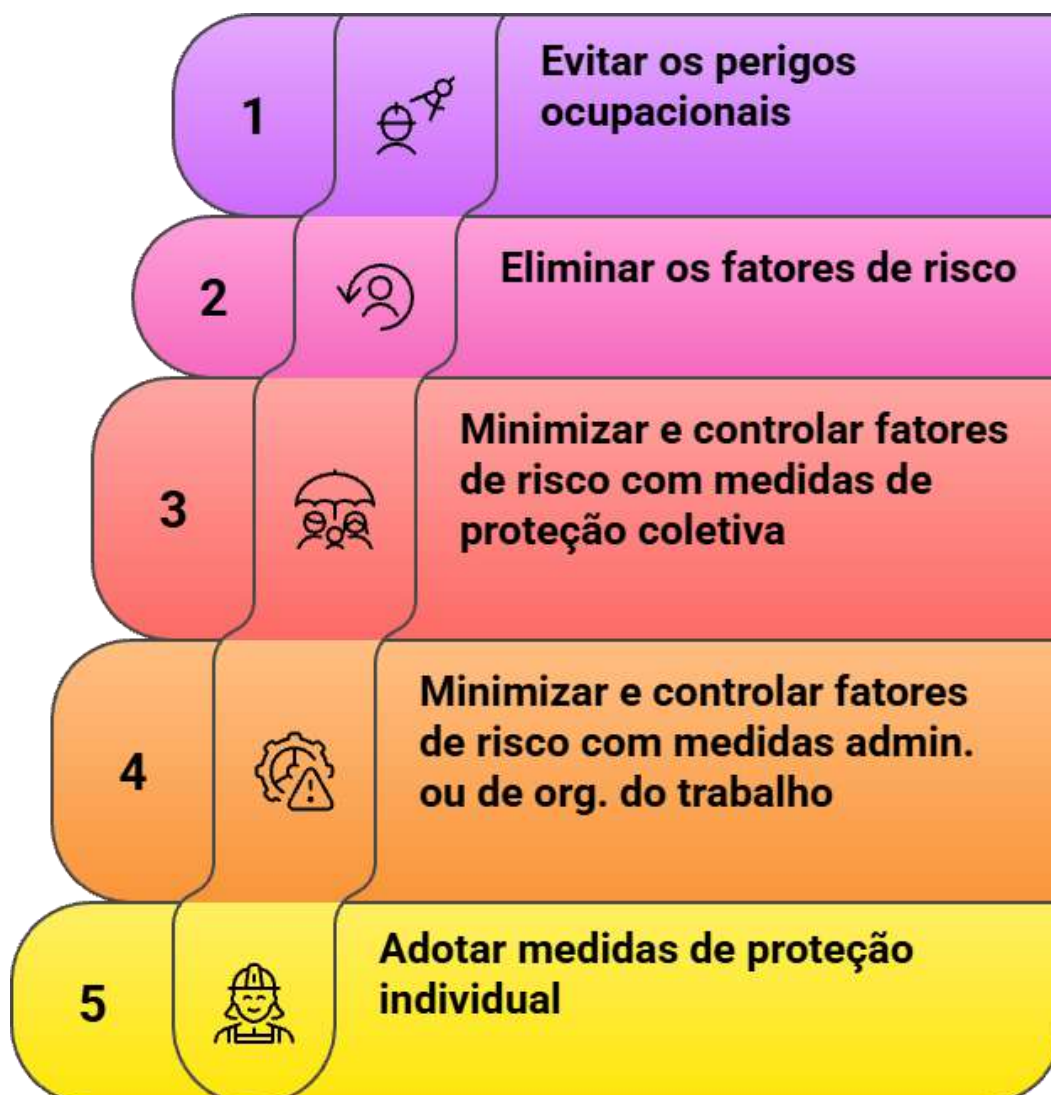 1
Evitar os perigos
ocupacionais
2
Eliminar os fatores de risco
3
Minimizar e controlar fatores
de risco com medidas de
proteção coletiva
4
Minimizar e controlar fatores
de risco com medidas admin.
ou de org. do trabalho
5
Adotar medidas de proteção
individual